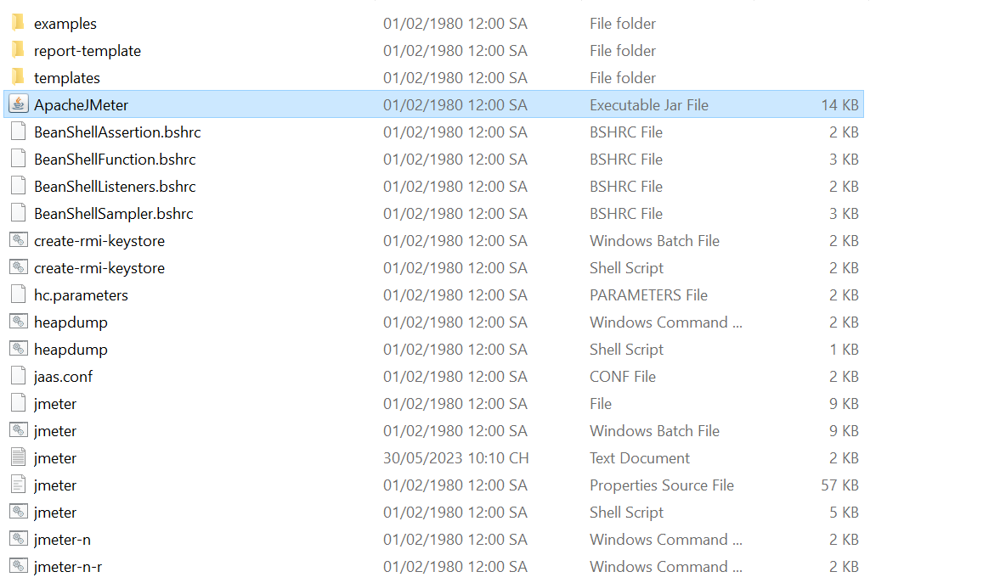 examples 01/02/1980 12:00 SA File folder
report-template 01/02/1980 12:00 SA File folder
templates 01/02/1980 12:00 SA File folder
ApacheJMeter 01/02/1980 12:00 SA Executable Jar File 14 KB
BeanShellAssertion.bshrc 01/02/1980 12:00 SA BSHRC File 2 KB
BeanShellFunction.bshrc 01/02/1980 12:00 SA BSHRC File 3 KB
BeanShellListeners.bshrc 01/02/1980 12:00 SA BSHRC File 2 KB
BeanShellSampler.bshrc 01/02/1980 12:00 SA BSHRC File 3 KB
create-rmi-keystore 01/02/1980 12:00 SA Windows Batch File 2 KB
create-rmi-keystore 01/02/1980 12:00 SA Shell Script 2 KB
hc.parameters 01/02/1980 12:00 SA PARAMETERS File 2 KB
heapdump 01/02/1980 12:00 SA Windows Command ... 2 KB
heapdump 01/02/1980 12:00 SA Shell Script 1 KB
jaas.conf 01/02/1980 12:00 SA CONF File 2 KB
jmeter 01/02/1980 12:00 SA File 9 KB
jmeter 01/02/1980 12:00 SA Windows Batch File 9 KB
jmeter 30/05/2023 10:10 CH Text Document 2 KB
jmeter 01/02/1980 12:00 SA Properties Source File 57 KB
jmeter 01/02/1980 12:00 SA Shell Script 5 KB
jmeter-n 01/02/1980 12:00 SA Windows Command ... 2 KB
jmeter-n-r 01/02/1980 12:00 SA Windows Command ... 2 KB